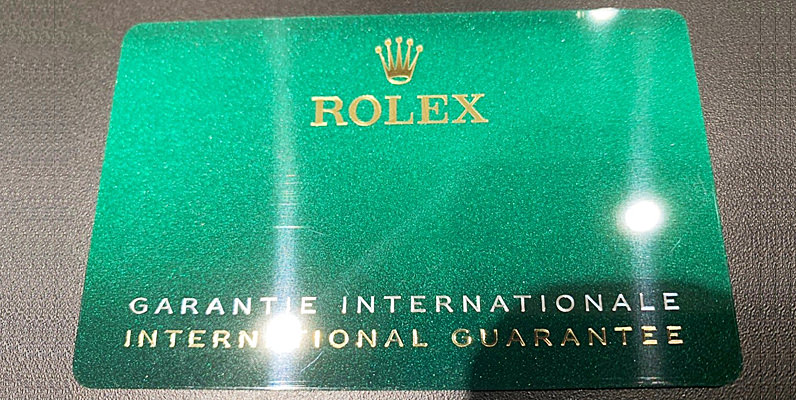 ROLEX
GARANTIE INTERNATIONALE
INTERNATIONAL GUARANTEE